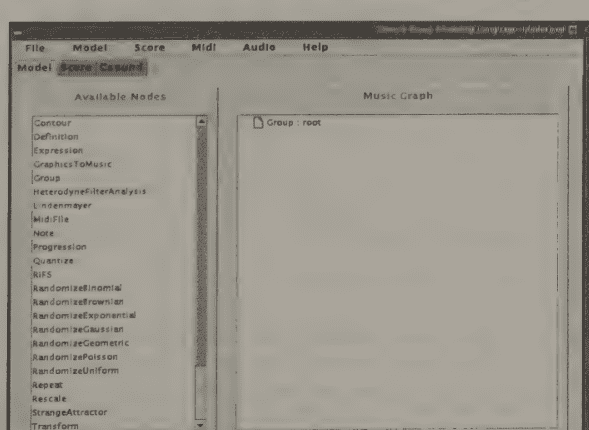 File Model Score Midi Audio Help
Model Score Csound
Available Nodes
Music Graph
Contour
Definition
Expression
GraphicsToMusic
Group
HeterodyneFilterAnalysis
Lindenmayer
MidiFile
Note
Progression
Quantize
RIFS
RandomizeBinomial
RandomizeBrownian
RandomizeExponential
RandomizeGaussian
RandomizeGeometric
RandomizePoisson
RandomizeUniform
Repeat
Rescale
StrangeAttractor
Transform
Group : root